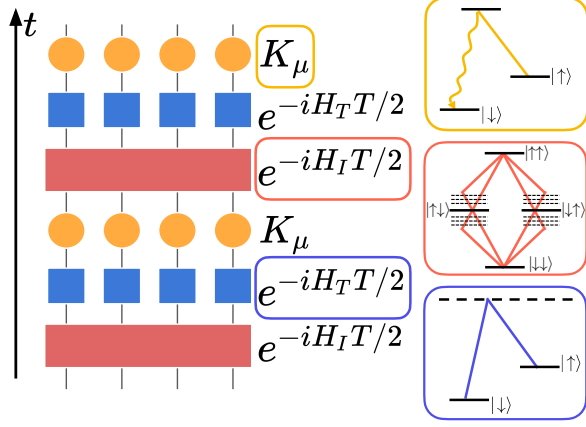 t
K_μ
e^{-iH_T T/2}
e^{-iH_I T/2}
K_μ
e^{-iH_T T/2}
e^{-iH_I T/2}
|↑⟩
|↓⟩
|↑↑⟩
|↑↓⟩ |↓↑⟩
|↓↓⟩
|↑⟩
|↓⟩